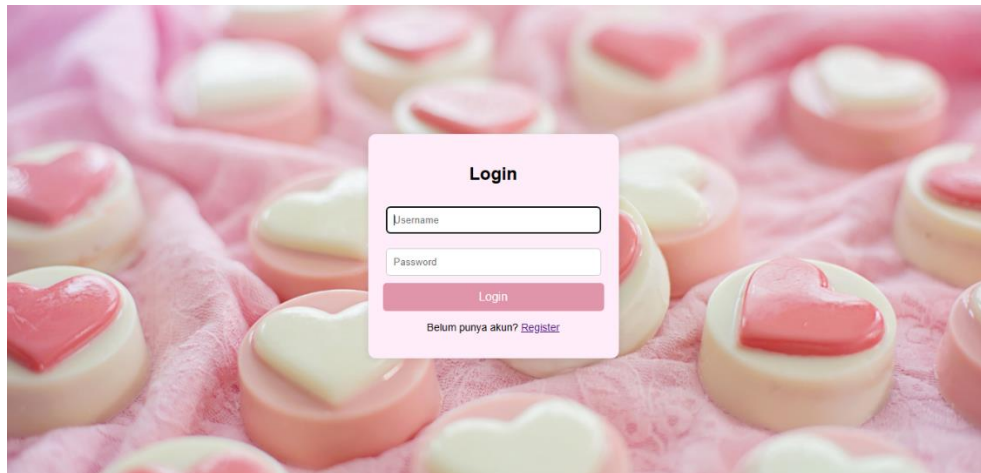 Login
Username
Password
Login
Belum punya akun? Register